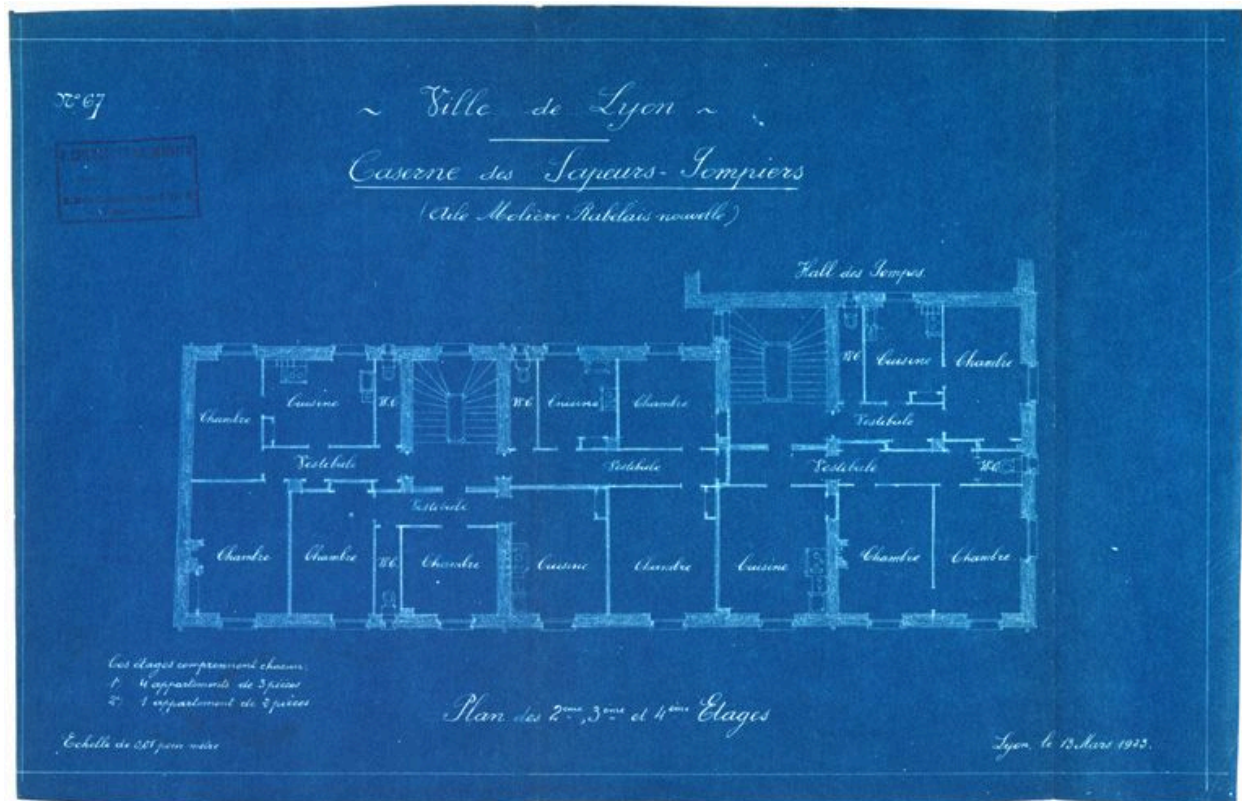 N° 67
~ Ville de Lyon ~
Caserne des Sapeurs-Pompiers
(Aile Molière Rabelais nouvelle)
Hall des Pompes
W.C.
Cuisine
Chambre
Chambre
Cuisine
W.C.
W.C.
Cuisine
Chambre
Vestibule
Vestibule
Vestibule
Vestibule
W.C.
Vestibule
Chambre
Chambre
W.C.
Chambre
Cuisine
Chambre
Cuisine
Chambre
Chambre
Ces étages comprennent chacun:
1° 4 appartements de 3 pièces
2° 1 appartement de 2 pièces
Plan des 2ème, 3ème et 4ème Etages
Echelle de 0,01 pour mètre
Lyon, le 13 Mars 1923.